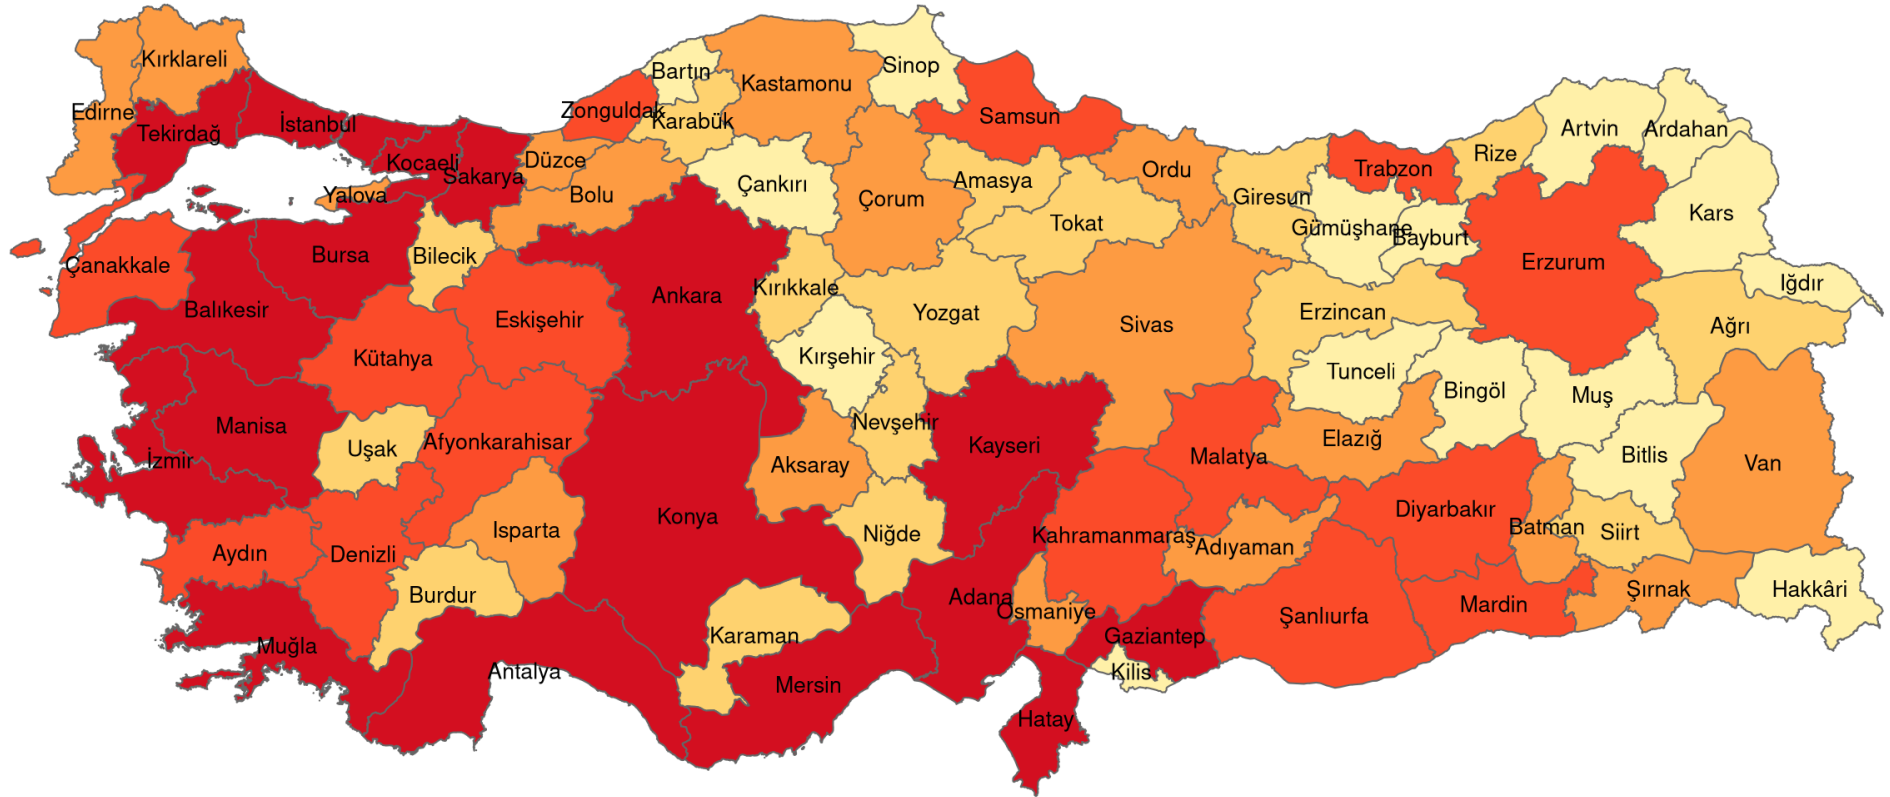 Kırklareli
Edirne
Tekirdağ
İstanbul
Kocaeli
Sakarya
Yalova
Düzce
Bolu
Zonguldak
Bartın
Karabük
Kastamonu
Sinop
Samsun
Çankırı
Çorum
Amasya
Tokat
Ordu
Giresun
Gümüşhane
Trabzon
Bayburt
Rize
Artvin
Ardahan
Kars
Iğdır
Erzurum
Erzincan
Ağrı
Çanakkale
Balıkesir
Bursa
Bilecik
Eskişehir
Kütahya
Ankara
Kırıkkale
Kırşehir
Yozgat
Sivas
Tunceli
Bingöl
Muş
Bitlis
Van
Manisa
İzmir
Uşak
Afyonkarahisar
Konya
Aksaray
Nevşehir
Kayseri
Malatya
Elazığ
Diyarbakır
Batman
Siirt
Şırnak
Hakkâri
Aydın
Denizli
Isparta
Burdur
Niğde
Kahramanmaraş
Adıyaman
Şanlıurfa
Mardin
Muğla
Antalya
Karaman
Mersin
Adana
Osmaniye
Gaziantep
Kilis
Hatay